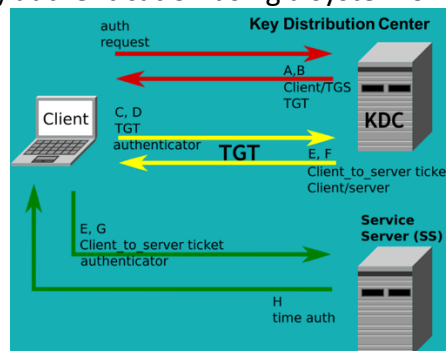 Key Distribution Center
auth
request
A,B
Client/TGS
TGT
KDC
Client
C, D
TGT
authenticator
TGT
E, F
Client_to_server ticket
Client/server
Service
Server (SS)
E, G
Client_to_server ticket
authenticator
H
time auth